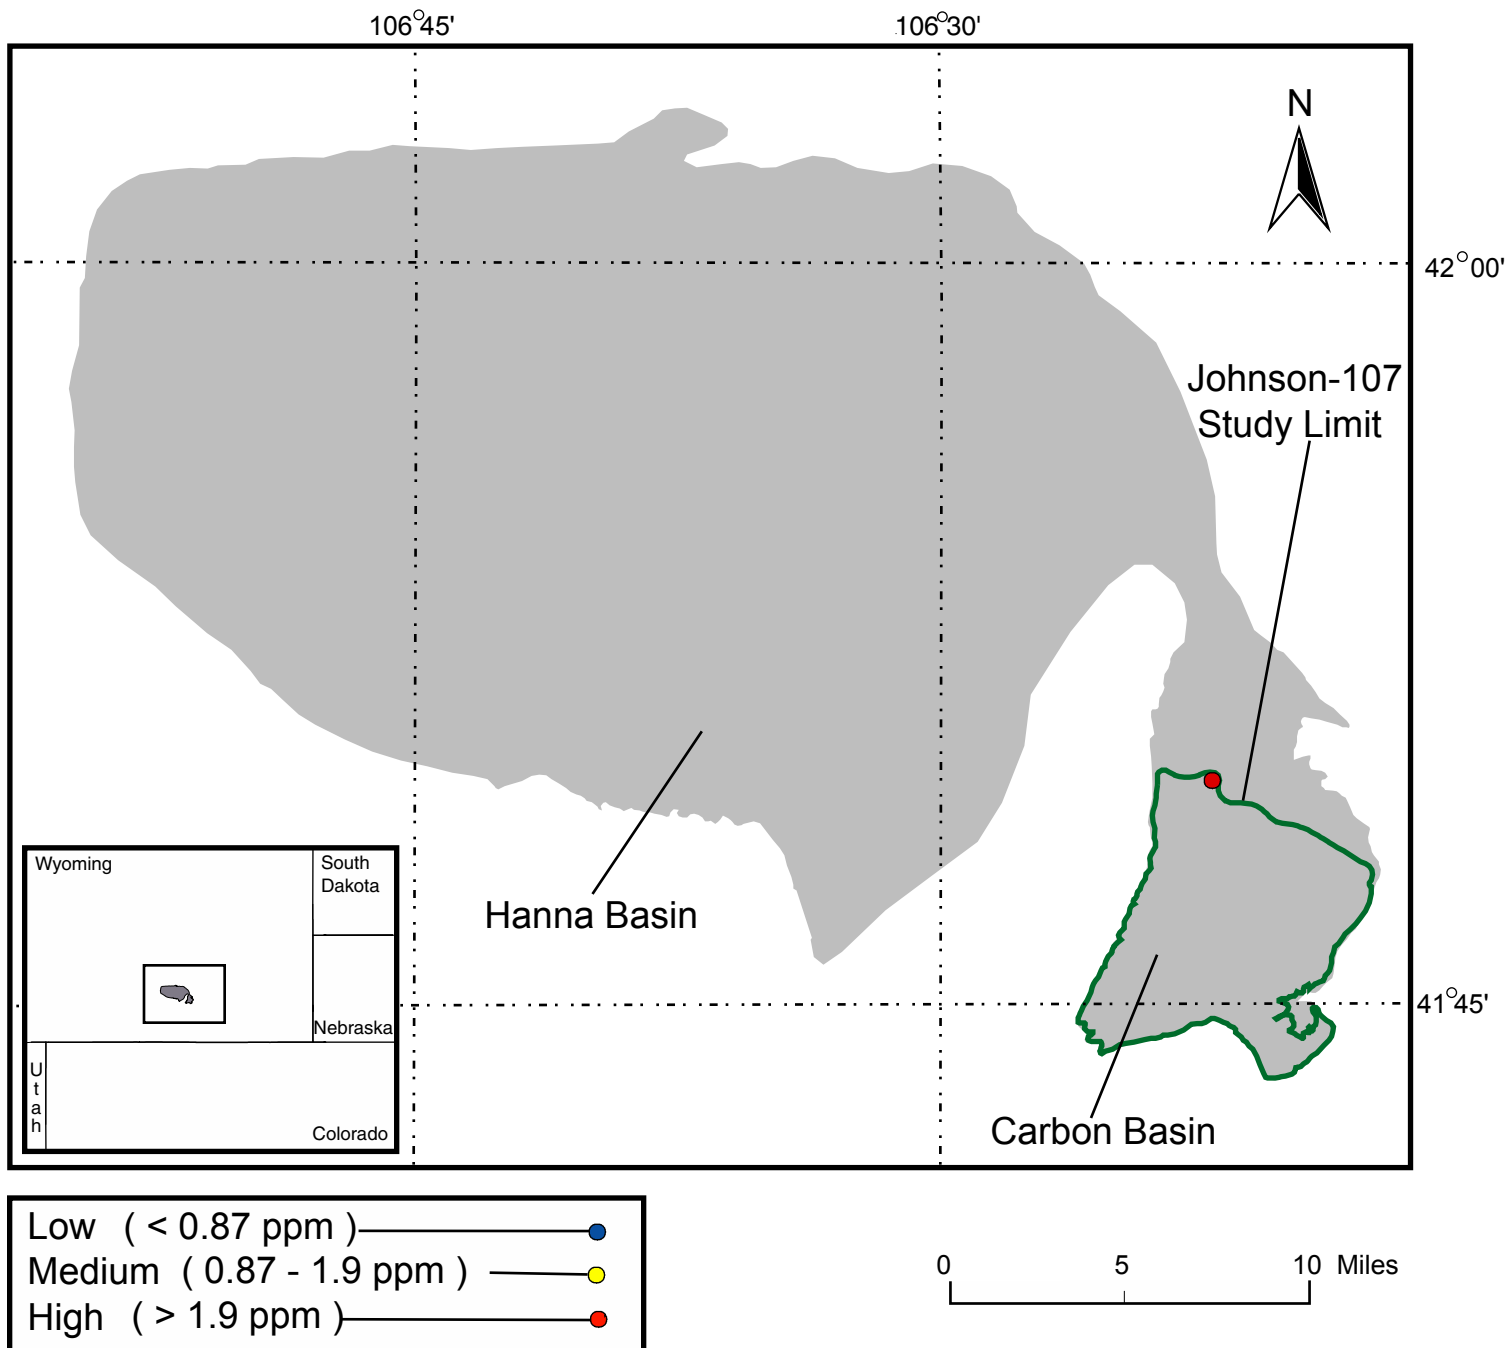 106°45'
106°30'
N
42°00'
Johnson-107
Study Limit
Hanna Basin
41°45'
Carbon Basin
Wyoming
South
Dakota
Nebraska
Utah
Colorado
Low ( < 0.87 ppm )
Medium ( 0.87 - 1.9 ppm )
High ( > 1.9 ppm )
0 5 10 Miles